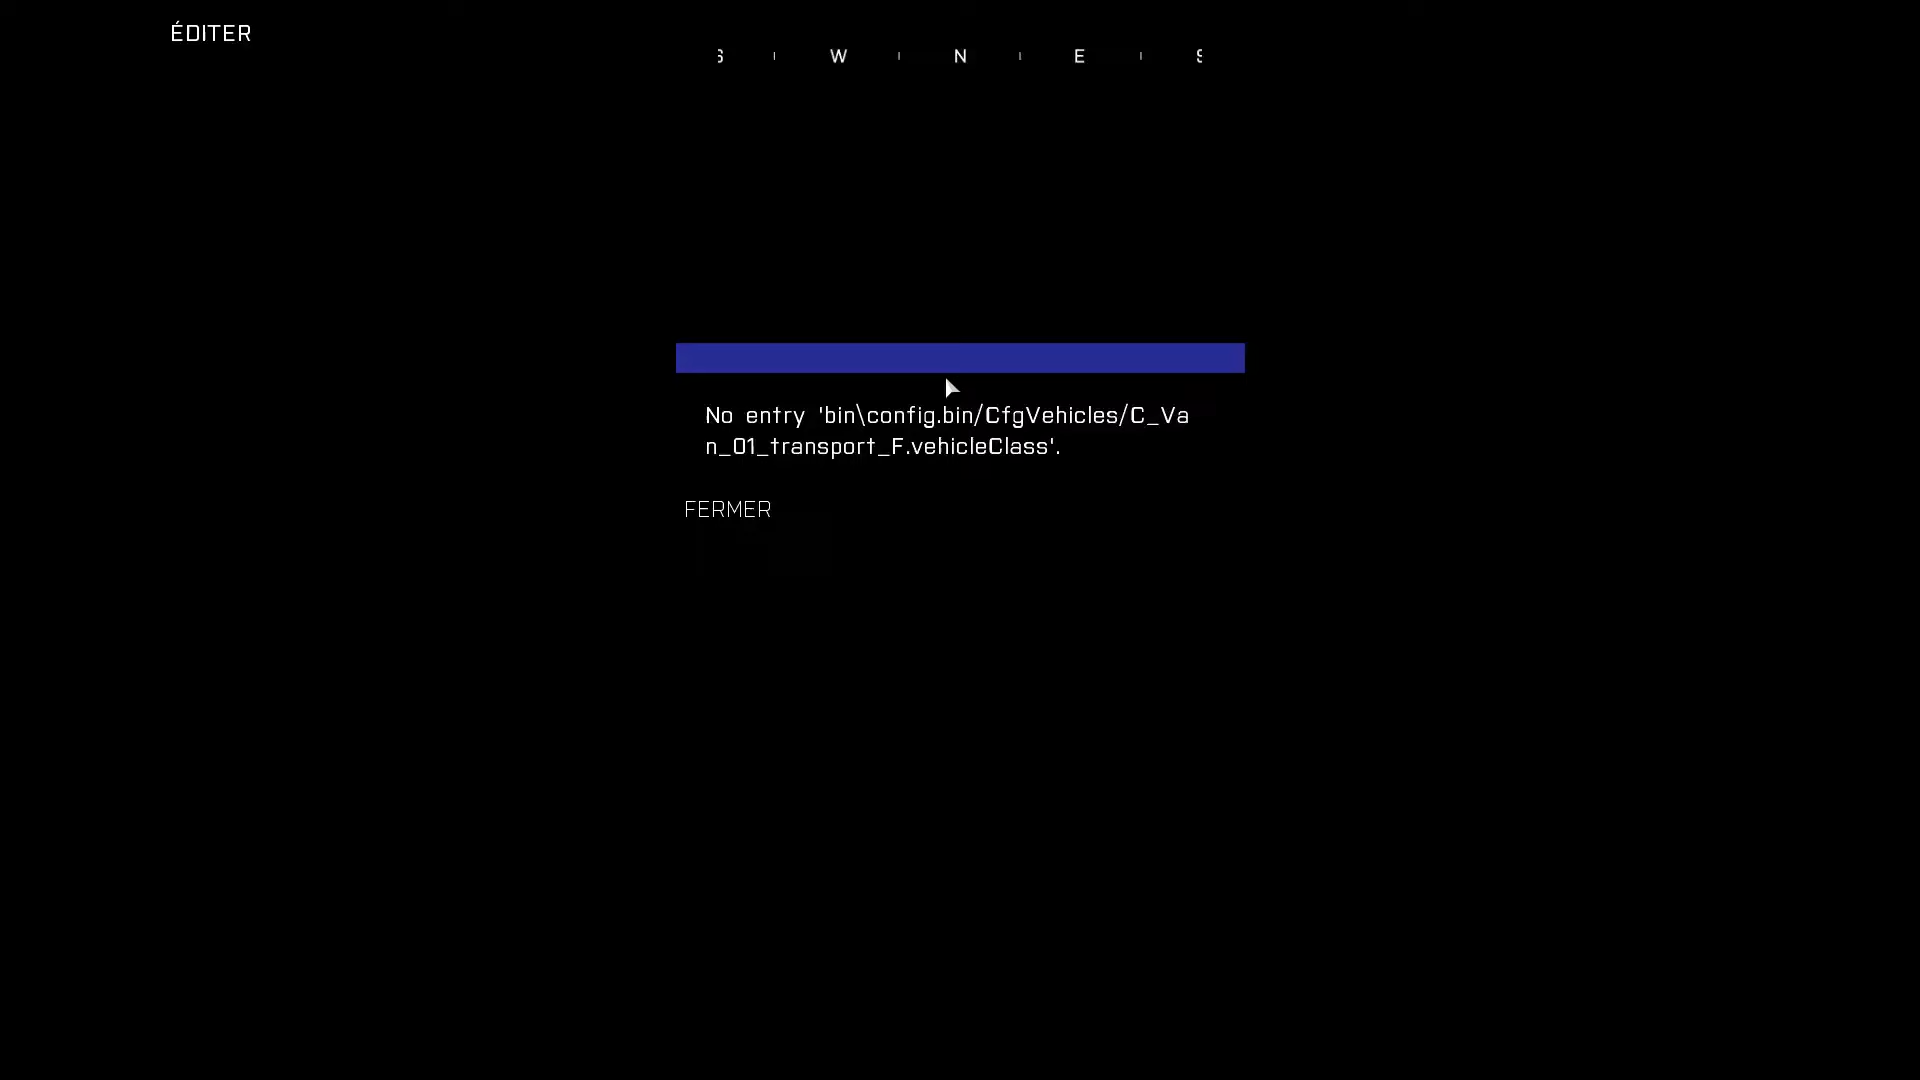 ÉDITER
S W N E S
No entry 'bin\config.bin/CfgVehicles/C_Va
n_01_transport_F.vehicleClass'.
FERMER